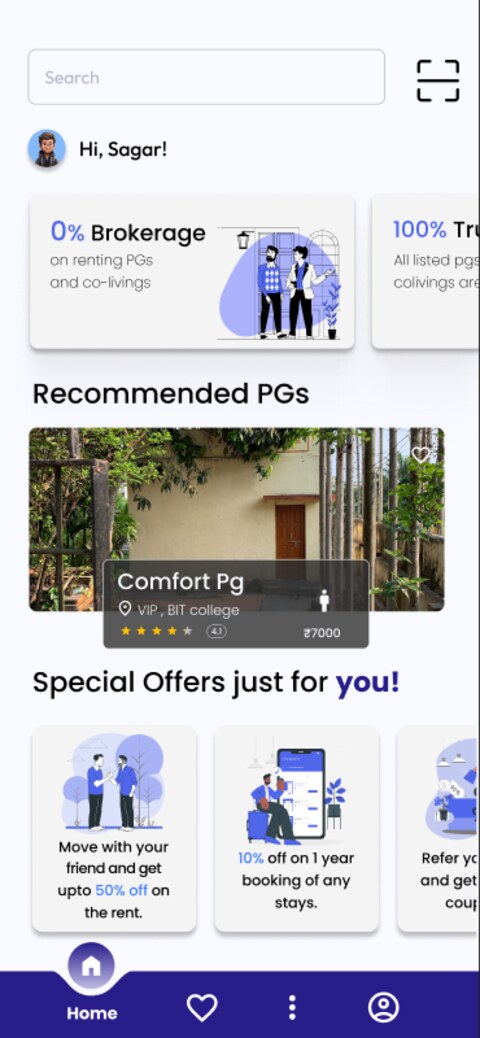 Search
Hi, Sagar!
0% Brokerage
on renting PGs
and co-livings
100% Tru
All listed pgs
colivings are
Recommended PGs
Comfort Pg
VIP , BIT college
4.1
₹7000
Special Offers just for you!
Move with your
friend and get
upto 50% off on
the rent.
10% off on 1 year
booking of any
stays.
Refer yo
and get
coup
Home